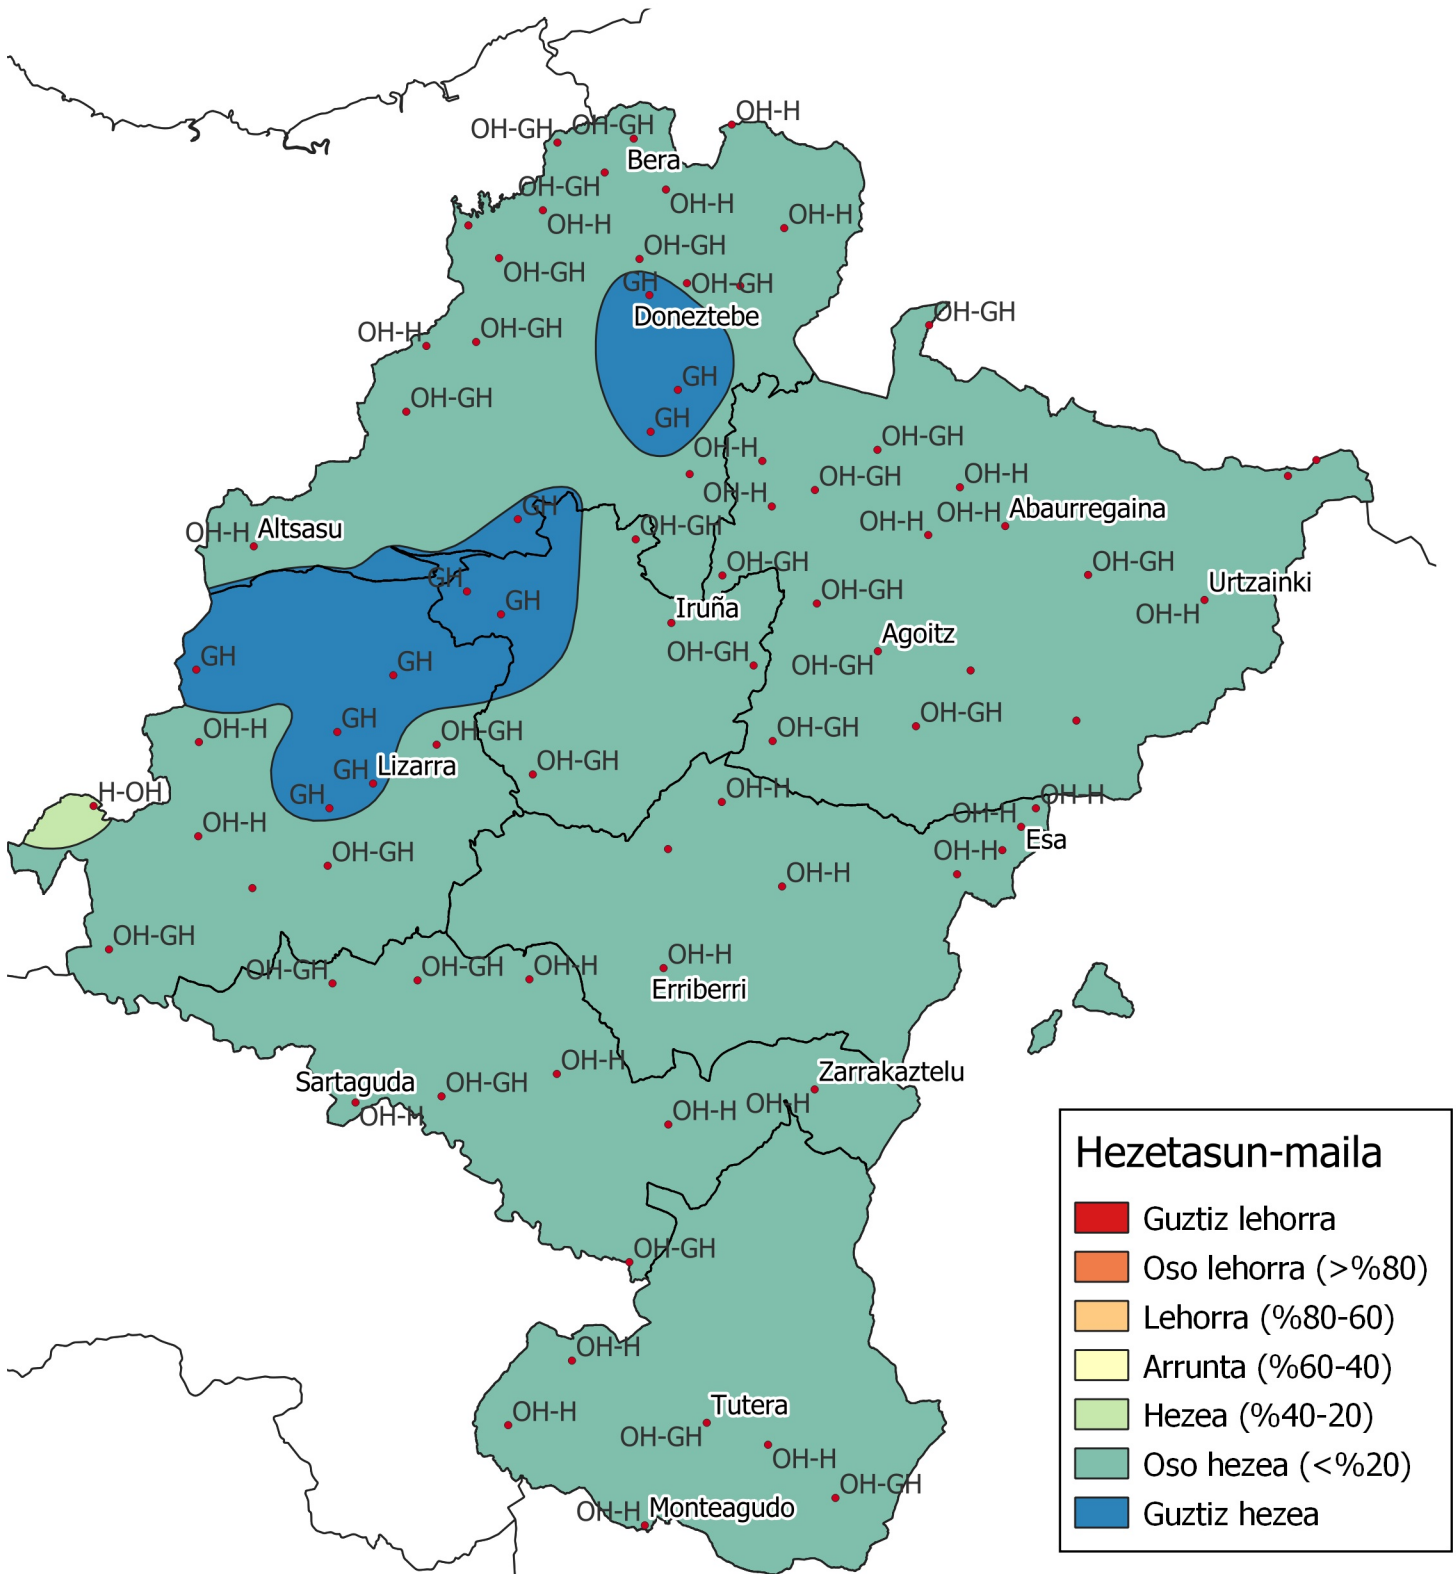 OH-H
OH-GH
OH-GH
Bera
OH-GH
OH-H
OH-H
OH-H
OH-GH
OH-GH
GH
OH-GH
Doneztebe
OH-GH
OH-H
OH-GH
GH
OH-GH
GH
OH-GH
OH-H
OH-GH
OH-H
OH-H
OH-H
Abaurregaina
GH
OH-H
OH-GH
OH-H
Altsasu
OH-GH
OH-GH
GH
Urtzainki
OH-GH
GH
Iruña
OH-H
Agoitz
OH-GH
OH-GH
GH
GH
OH-GH
GH
OH-H
OH-GH
OH-GH
OH-GH
GH
Lizarra
H-OH
GH
OH-H
OH-H
OH-H
OH-H
Esa
OH-GH
OH-H
OH-H
OH-GH
OH-H
OH-GH
OH-GH
OH-H
Erriberri
OH-H
Zarrakaztelu
Sartaguda
OH-GH
OH-H
OH-H
OH-H
OH-GH
OH-H
OH-H
Tutera
OH-GH
OH-H
OH-GH
OH-H
Monteagudo
Hezetasun-maila
Guztiz lehorra
Oso lehorra (>%80)
Lehorra (%80-60)
Arrunta (%60-40)
Hezea (%40-20)
Oso hezea (<%20)
Guztiz hezea